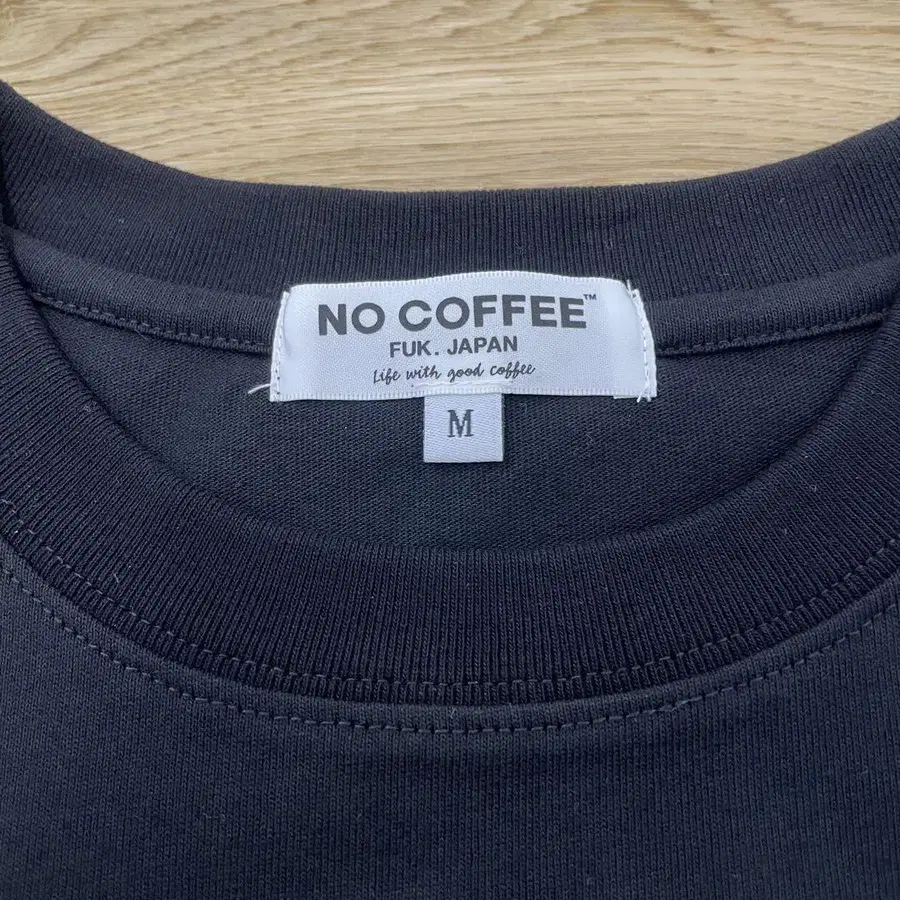 NO COFFEE™
FUK. JAPAN
Life with good coffee
M